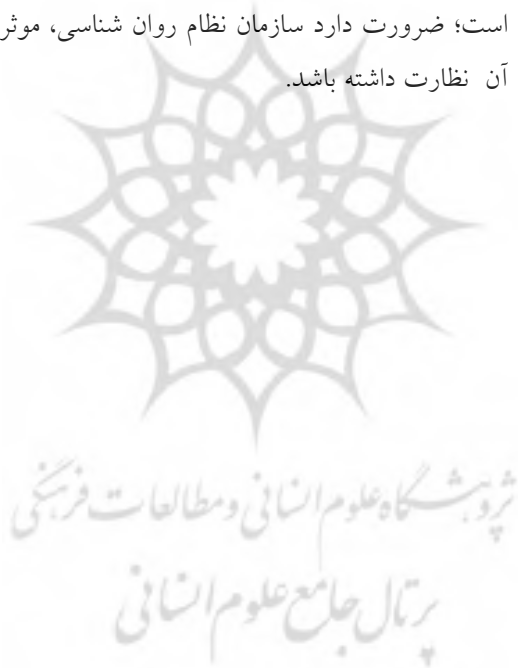 است؛ ضرورت دارد سازمان نظام روان شناسی، موثر
آن نظارت داشته باشد.
پژوهشگاه علوم انسانی و مطالعات فرهنگی
پرتال جامع علوم انسانی